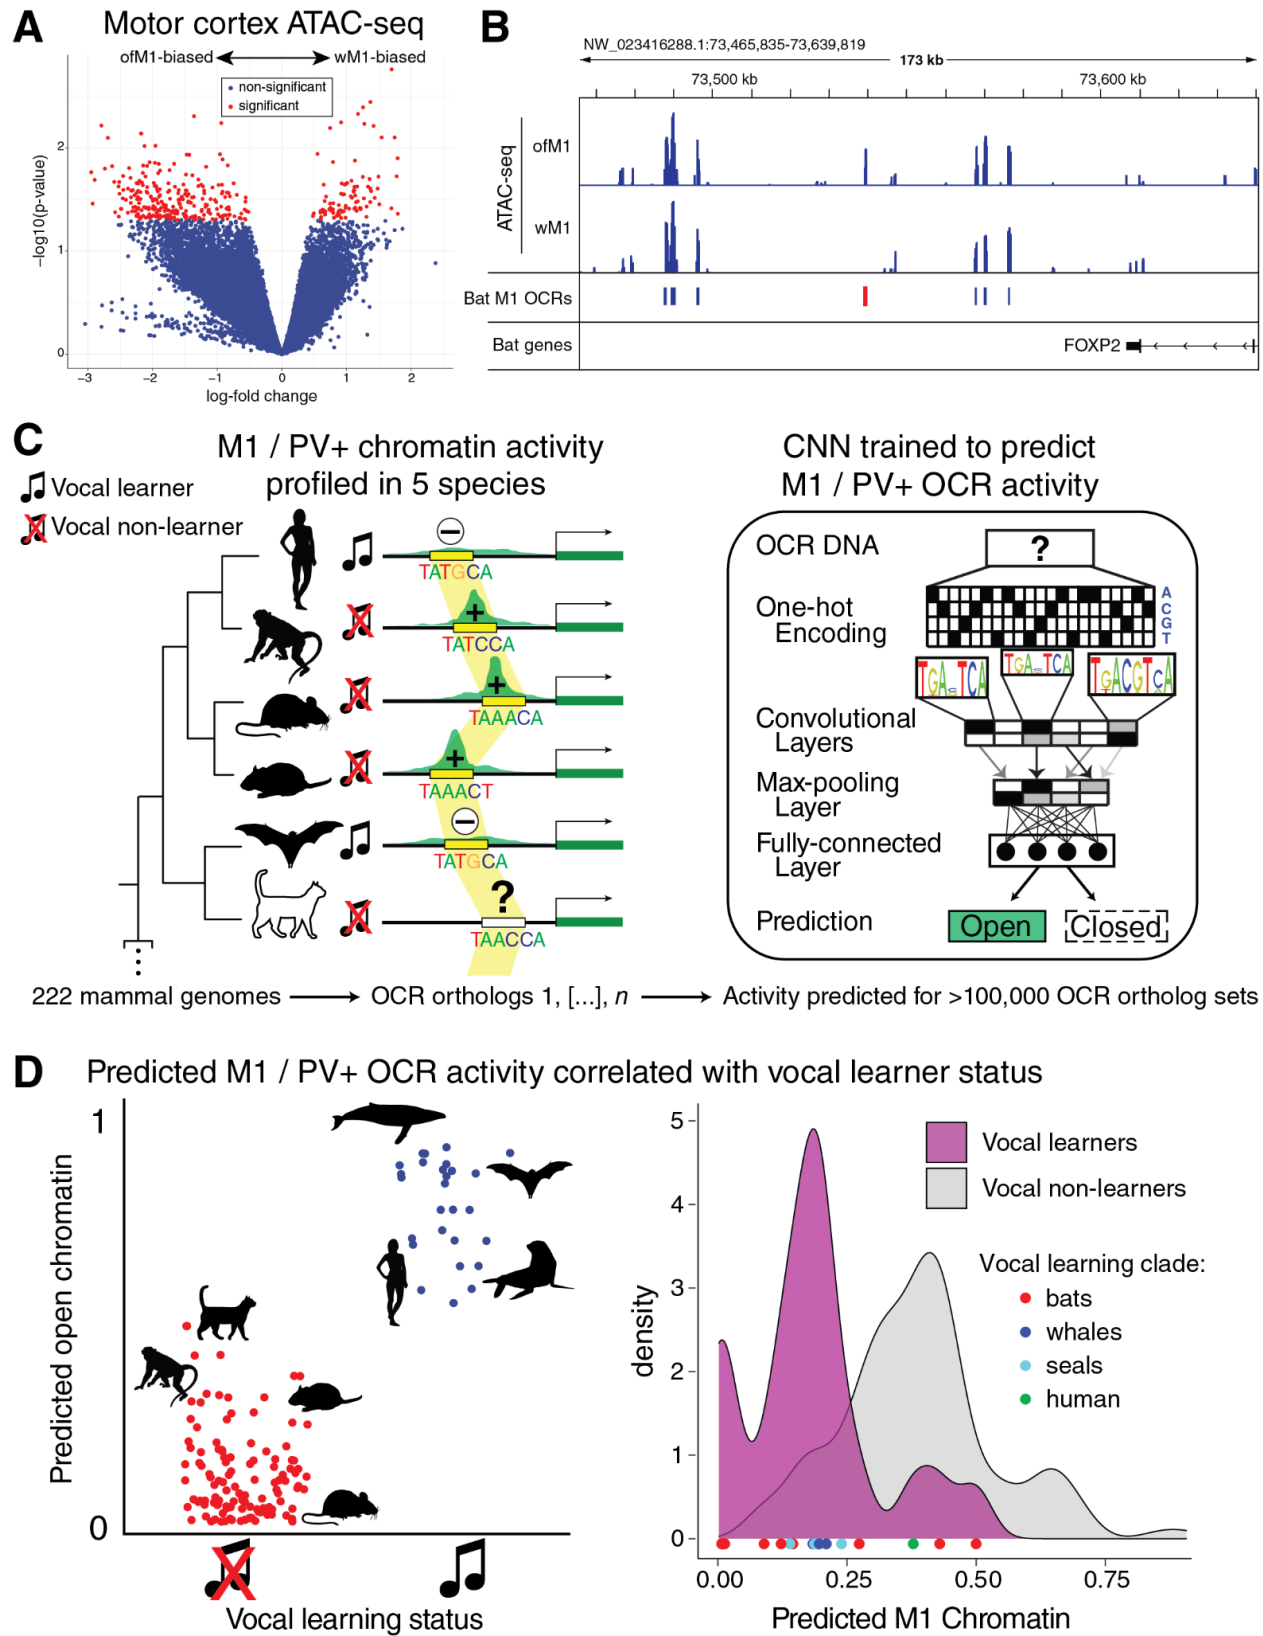 A
Motor cortex ATAC-seq
ofM1-biased
wM1-biased
non-significant
significant
−log10(p-value)
2
1
0
−3
−2
−1
0
1
2
log-fold change
B
NW_023416288.1:73,465,835-73,639,819
173 kb
73,500 kb
73,600 kb
ATAC-seq
ofM1
wM1
Bat M1 OCRs
Bat genes
FOXP2
C
M1 / PV+ chromatin activity
profiled in 5 species
Vocal learner
Vocal non-learner
−
TATGCA
+
TATCCA
+
TAAACA
+
TAAACT
−
TATGCA
?
TAACCA
CNN trained to predict
M1 / PV+ OCR activity
OCR DNA
?
One-hot
Encoding
A
C
G
T
TGA TCA
TGA TCA
TGACGTCA
Convolutional
Layers
Max-pooling
Layer
Fully-connected
Layer
Prediction
Open
Closed
222 mammal genomes
OCR orthologs 1, [...], n
Activity predicted for >100,000 OCR ortholog sets
D
Predicted M1 / PV+ OCR activity correlated with vocal learner status
Predicted open chromatin
1
0
Vocal learning status
density
5
4
3
2
1
0
Vocal learners
Vocal non-learners
Vocal learning clade:
bats
whales
seals
human
0.00
0.25
0.50
0.75
Predicted M1 Chromatin